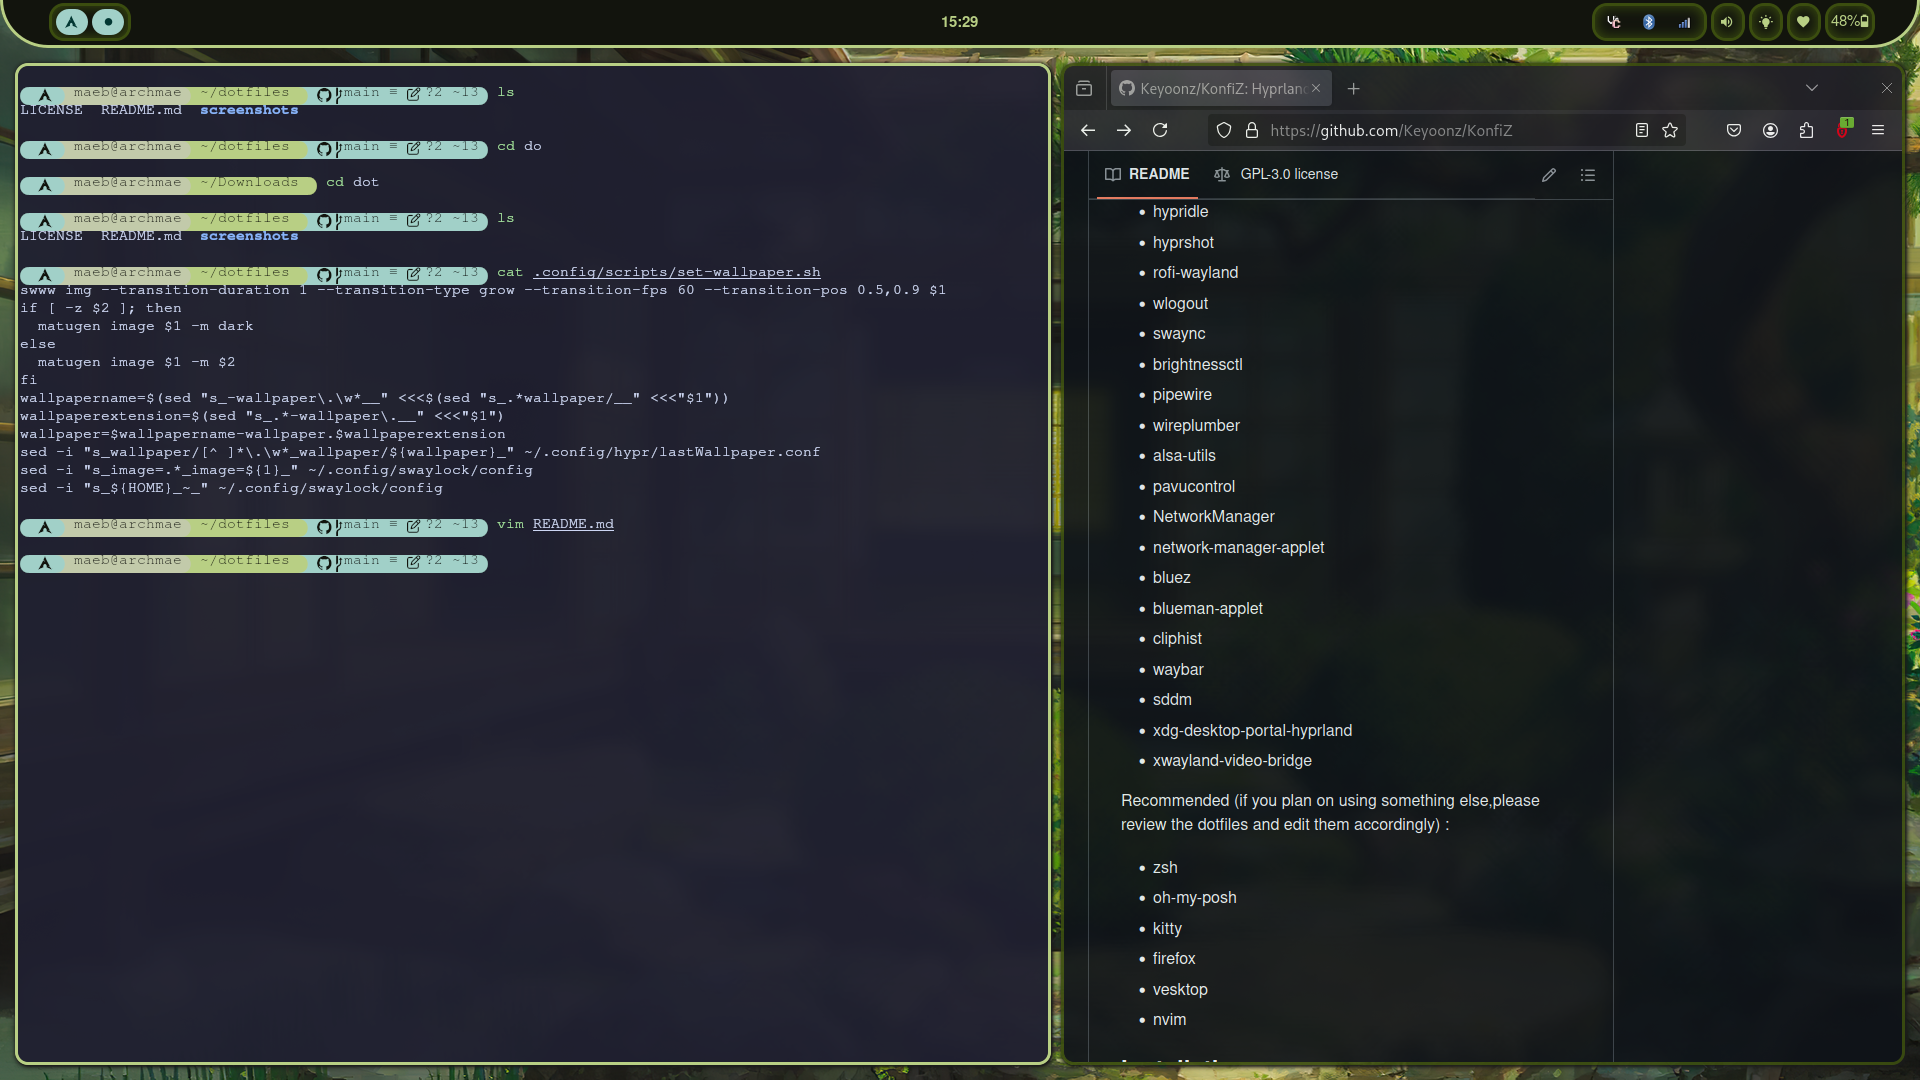 15:29
48%
maeb@archmae ~/dotfiles main ≡ ?2 ~13 ls
LICENSE README.md screenshots
maeb@archmae ~/dotfiles main ≡ ?2 ~13 cd do
maeb@archmae ~/Downloads cd dot
maeb@archmae ~/dotfiles main ≡ ?2 ~13 ls
LICENSE README.md screenshots
maeb@archmae ~/dotfiles main ≡ ?2 ~13 cat .config/scripts/set-wallpaper.sh
swww img --transition-duration 1 --transition-type grow --transition-fps 60 --transition-pos 0.5,0.9 $1
if [ -z $2 ]; then
matugen image $1 -m dark
else
matugen image $1 -m $2
fi
wallpapername=$(sed "s_-wallpaper\.\w*__" <<<$(sed "s_.*wallpaper/__" <<<"$1"))
wallpaperextension=$(sed "s_.*-wallpaper\.__" <<<"$1")
wallpaper=$wallpapername-wallpaper.$wallpaperextension
sed -i "s_wallpaper/[^ ]*\.\w*_wallpaper/${wallpaper}_" ~/.config/hypr/lastWallpaper.conf
sed -i "s_image=.*_image=${1}_" ~/.config/swaylock/config
sed -i "s_${HOME}_~_" ~/.config/swaylock/config
maeb@archmae ~/dotfiles main ≡ ?2 ~13 vim README.md
maeb@archmae ~/dotfiles main ≡ ?2 ~13
Keyoonz/KonfiZ: Hyprlan
https://github.com/Keyoonz/KonfiZ
1
README GPL-3.0 license
hypridle
hyprshot
rofi-wayland
wlogout
swaync
brightnessctl
pipewire
wireplumber
alsa-utils
pavucontrol
NetworkManager
network-manager-applet
bluez
blueman-applet
cliphist
waybar
sddm
xdg-desktop-portal-hyprland
xwayland-video-bridge
Recommended (if you plan on using something else,please
review the dotfiles and edit them accordingly) :
zsh
oh-my-posh
kitty
firefox
vesktop
nvim